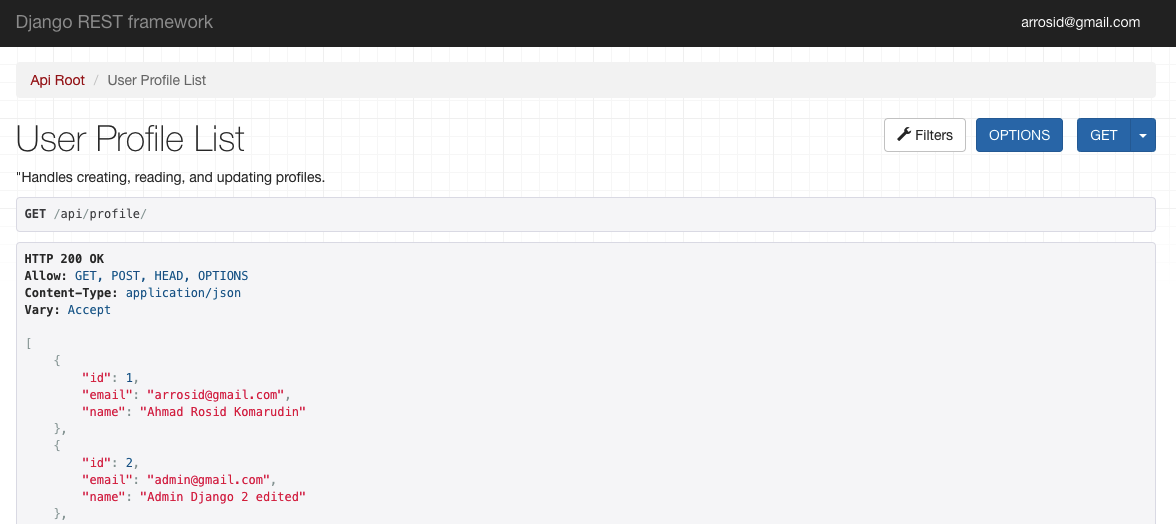 Django REST framework
arrosid@gmail.com
Api Root / User Profile List
User Profile List
Filters
OPTIONS
GET
"Handles creating, reading, and updating profiles.
GET /api/profile/
HTTP 200 OK
Allow: GET, POST, HEAD, OPTIONS
Content-Type: application/json
Vary: Accept
[
    {
        "id": 1,
        "email": "arrosid@gmail.com",
        "name": "Ahmad Rosid Komarudin"
    },
    {
        "id": 2,
        "email": "admin@gmail.com",
        "name": "Admin Django 2 edited"
    },